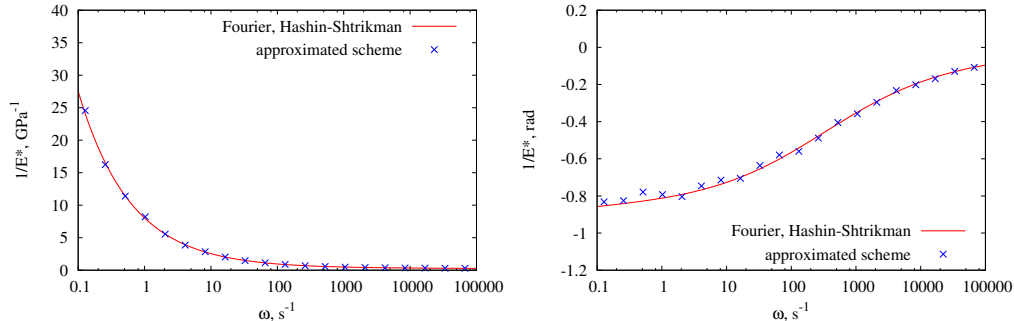 40
35
30
25
20
15
10
5
0
0.1 1 10 100 1000 10000 100000
1/E*, GPa-1
ω, s-1
Fourier, Hashin-Shtrikman
approximated scheme
0.2
0
-0.2
-0.4
-0.6
-0.8
-1
-1.2
0.1 1 10 100 1000 10000 100000
1/E*, rad
ω, s-1
Fourier, Hashin-Shtrikman
approximated scheme